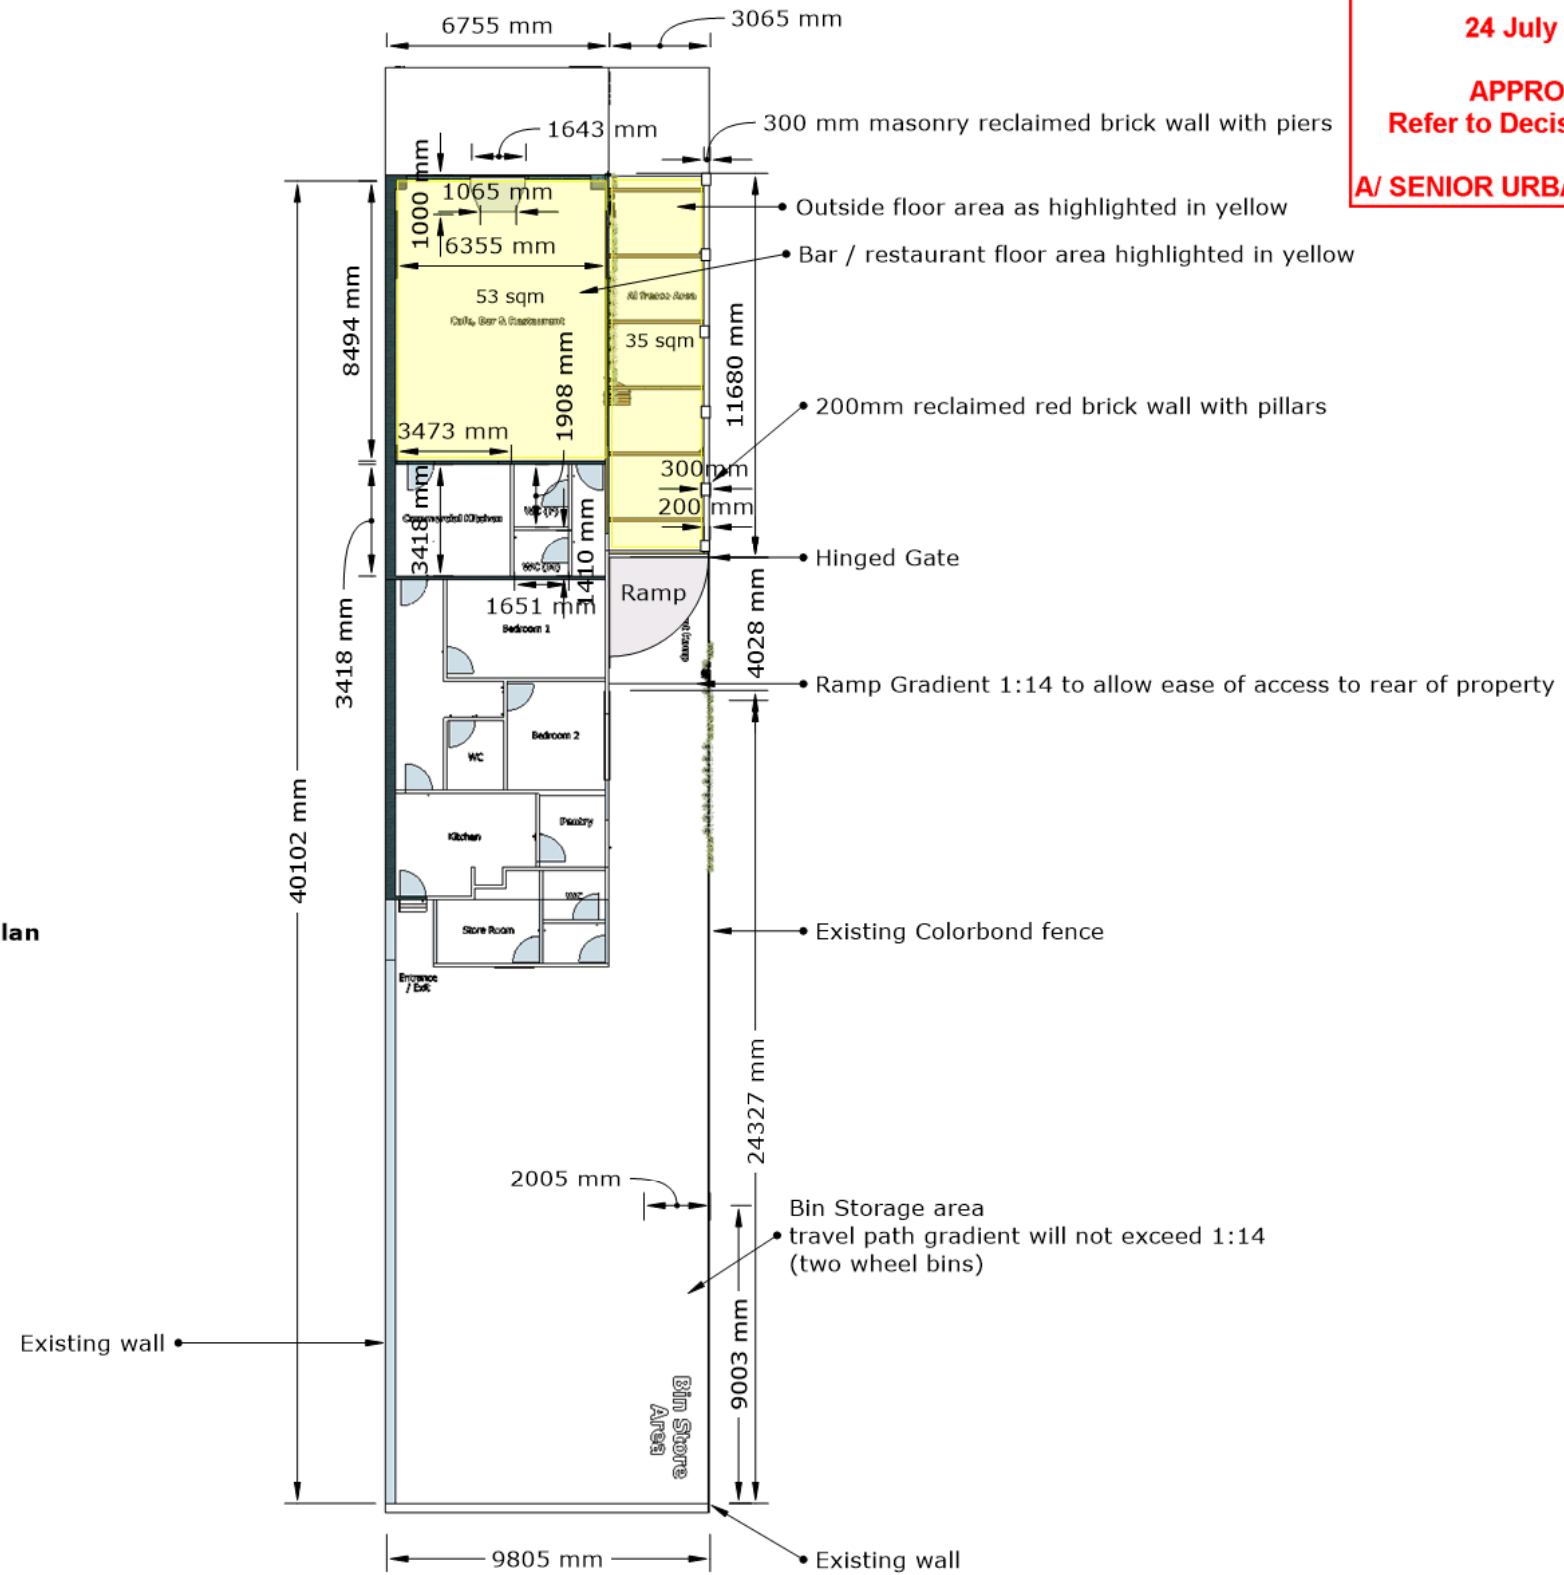 6755 mm
3065 mm
24 July
APPRO
Refer to Decis
A/ SENIOR URBA
1643 mm
300 mm masonry reclaimed brick wall with piers
1000 mm
1065 mm
Outside floor area as highlighted in yellow
6355 mm
Bar / restaurant floor area highlighted in yellow
53 sqm
Cafe, Bar & Restaurant
Al Fresco Area
35 sqm
8494 mm
11680 mm
1908 mm
200mm reclaimed red brick wall with pillars
3473 mm
300mm
200 mm
3418 mm
Commercial Kitchen
WC (F)
WC (M)
1410 mm
Hinged Gate
1651 mm
Ramp
Bedroom 1
3418 mm
4028 mm
Ramp Gradient 1:14 to allow ease of access to rear of property
Bedroom 2
WC
40102 mm
Kitchen
Pantry
WC
Store Room
lan
Existing Colorbond fence
Entrance
/ Exit
24327 mm
2005 mm
Bin Storage area
travel path gradient will not exceed 1:14
(two wheel bins)
Existing wall
9003 mm
Bin Store
Area
9805 mm
Existing wall